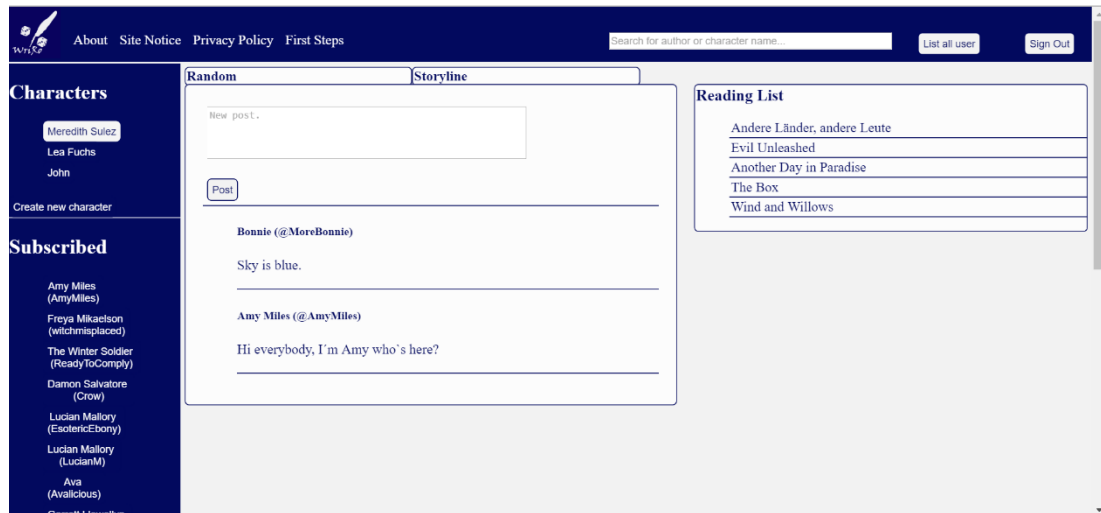 WriRo
About Site Notice Privacy Policy First Steps
Search for author or character name...
List all user
Sign Out
Characters
Meredith Sulez
Lea Fuchs
John
Create new character
Subscribed
Amy Miles
(AmyMiles)
Freya Mikaelson
(witchmisplaced)
The Winter Soldier
(ReadyToComply)
Damon Salvatore
(Crow)
Lucian Mallory
(EsotericEbony)
Lucian Mallory
(LucianM)
Ava
(Avalicious)
Random
Storyline
New post.
Post
Bonnie (@MoreBonnie)
Sky is blue.
Amy Miles (@AmyMiles)
Hi everybody, I´m Amy who`s here?
Reading List
Andere Länder, andere Leute
Evil Unleashed
Another Day in Paradise
The Box
Wind and Willows